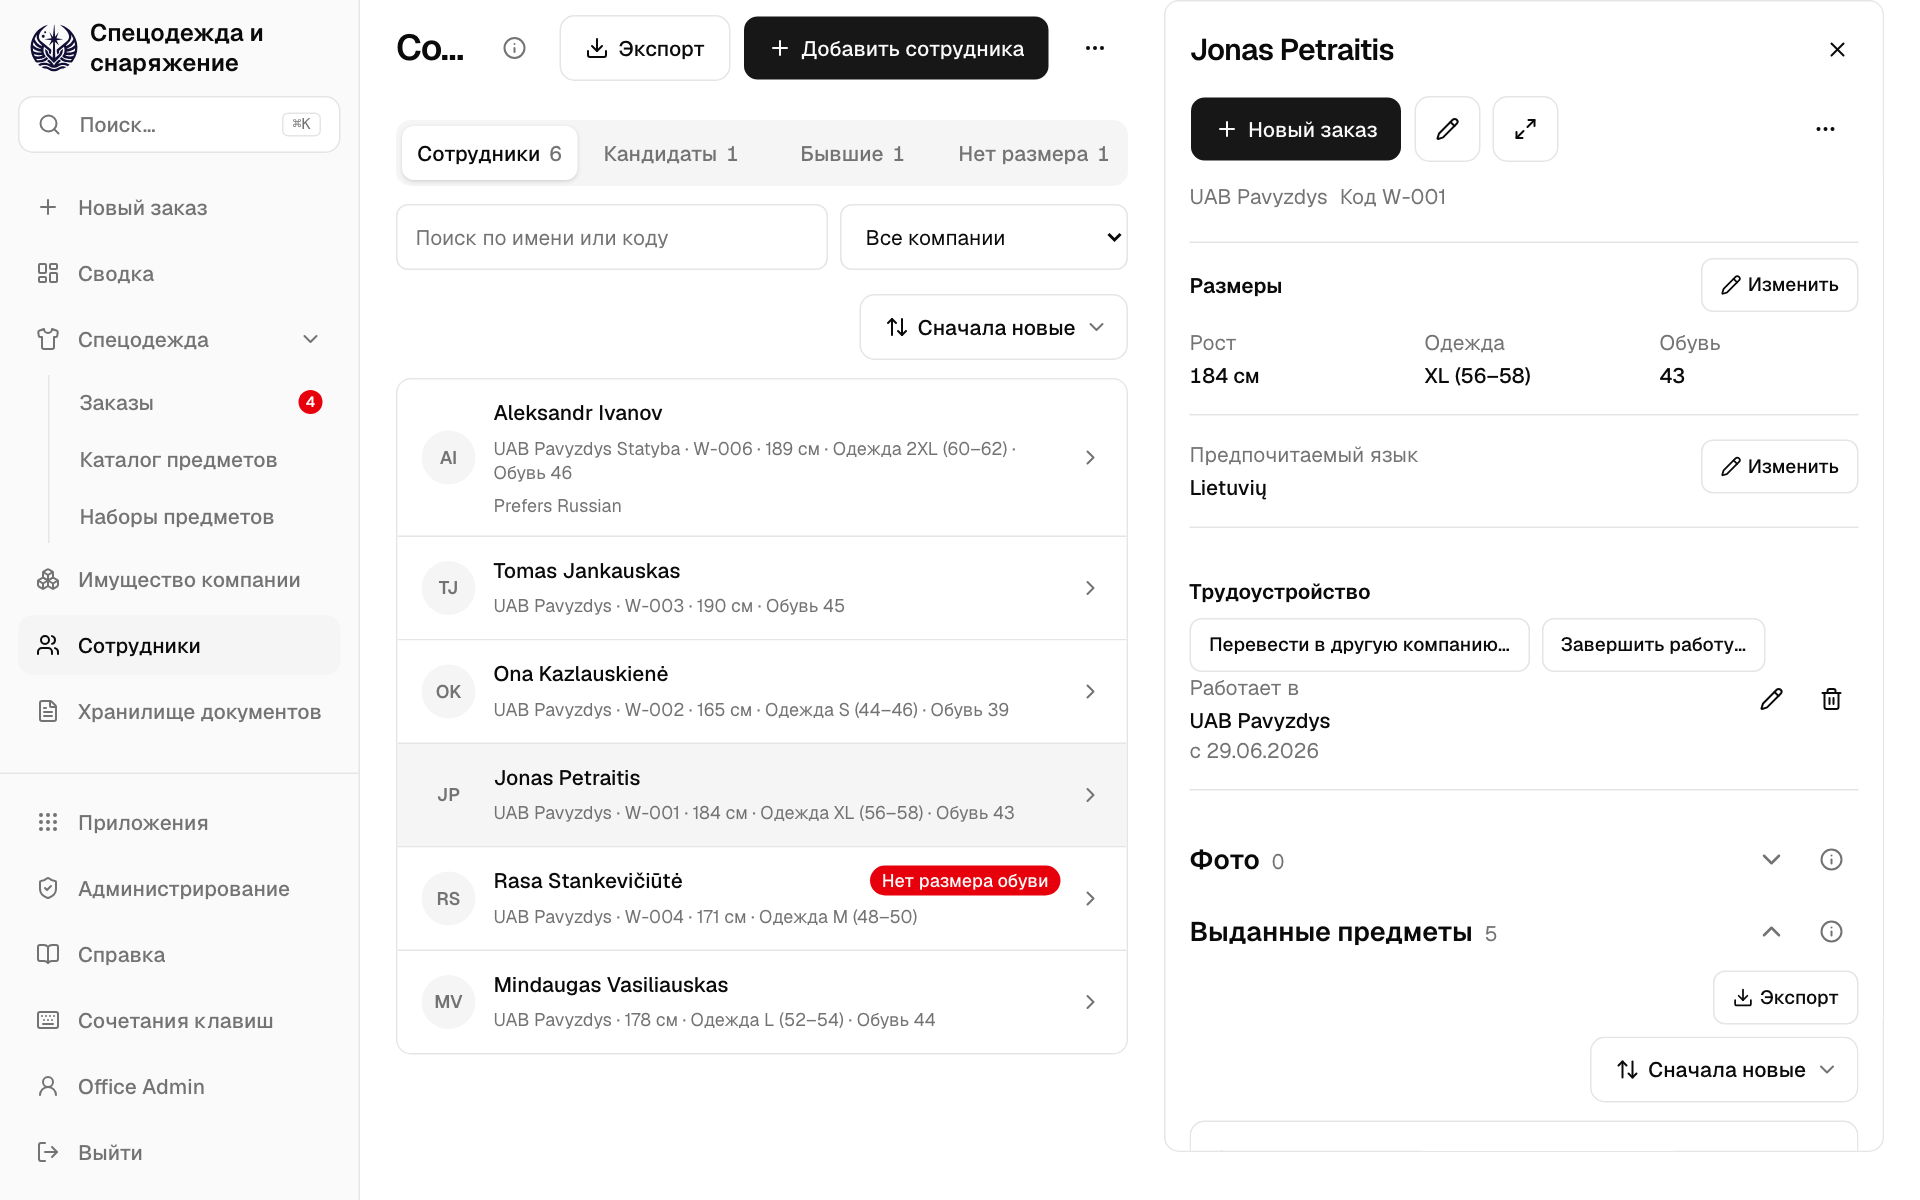 Спецодежда и
снаряжение
Поиск...
⌘K
Новый заказ
Сводка
Спецодежда
Заказы
4
Каталог предметов
Наборы предметов
Имущество компании
Сотрудники
Хранилище документов
Приложения
Администрирование
Справка
Сочетания клавиш
Office Admin
Выйти
Со...
Экспорт
Добавить сотрудника
Сотрудники 6
Кандидаты 1
Бывшие 1
Нет размера 1
Поиск по имени или коду
Все компании
Сначала новые
AI
Aleksandr Ivanov
UAB Pavyzdys Statyba · W-006 · 189 см · Одежда 2XL (60–62) ·
Обувь 46
Prefers Russian
TJ
Tomas Jankauskas
UAB Pavyzdys · W-003 · 190 см · Обувь 45
OK
Ona Kazlauskienė
UAB Pavyzdys · W-002 · 165 см · Одежда S (44–46) · Обувь 39
JP
Jonas Petraitis
UAB Pavyzdys · W-001 · 184 см · Одежда XL (56–58) · Обувь 43
RS
Rasa Stankevičiūtė
Нет размера обуви
UAB Pavyzdys · W-004 · 171 см · Одежда M (48–50)
MV
Mindaugas Vasiliauskas
UAB Pavyzdys · 178 см · Одежда L (52–54) · Обувь 44
Jonas Petraitis
Новый заказ
UAB Pavyzdys Код W-001
Размеры
Изменить
Рост
Одежда
Обувь
184 см
XL (56–58)
43
Предпочитаемый язык
Изменить
Lietuvių
Трудоустройство
Перевести в другую компанию...
Завершить работу...
Работает в
UAB Pavyzdys
с 29.06.2026
Фото 0
Выданные предметы 5
Экспорт
Сначала новые